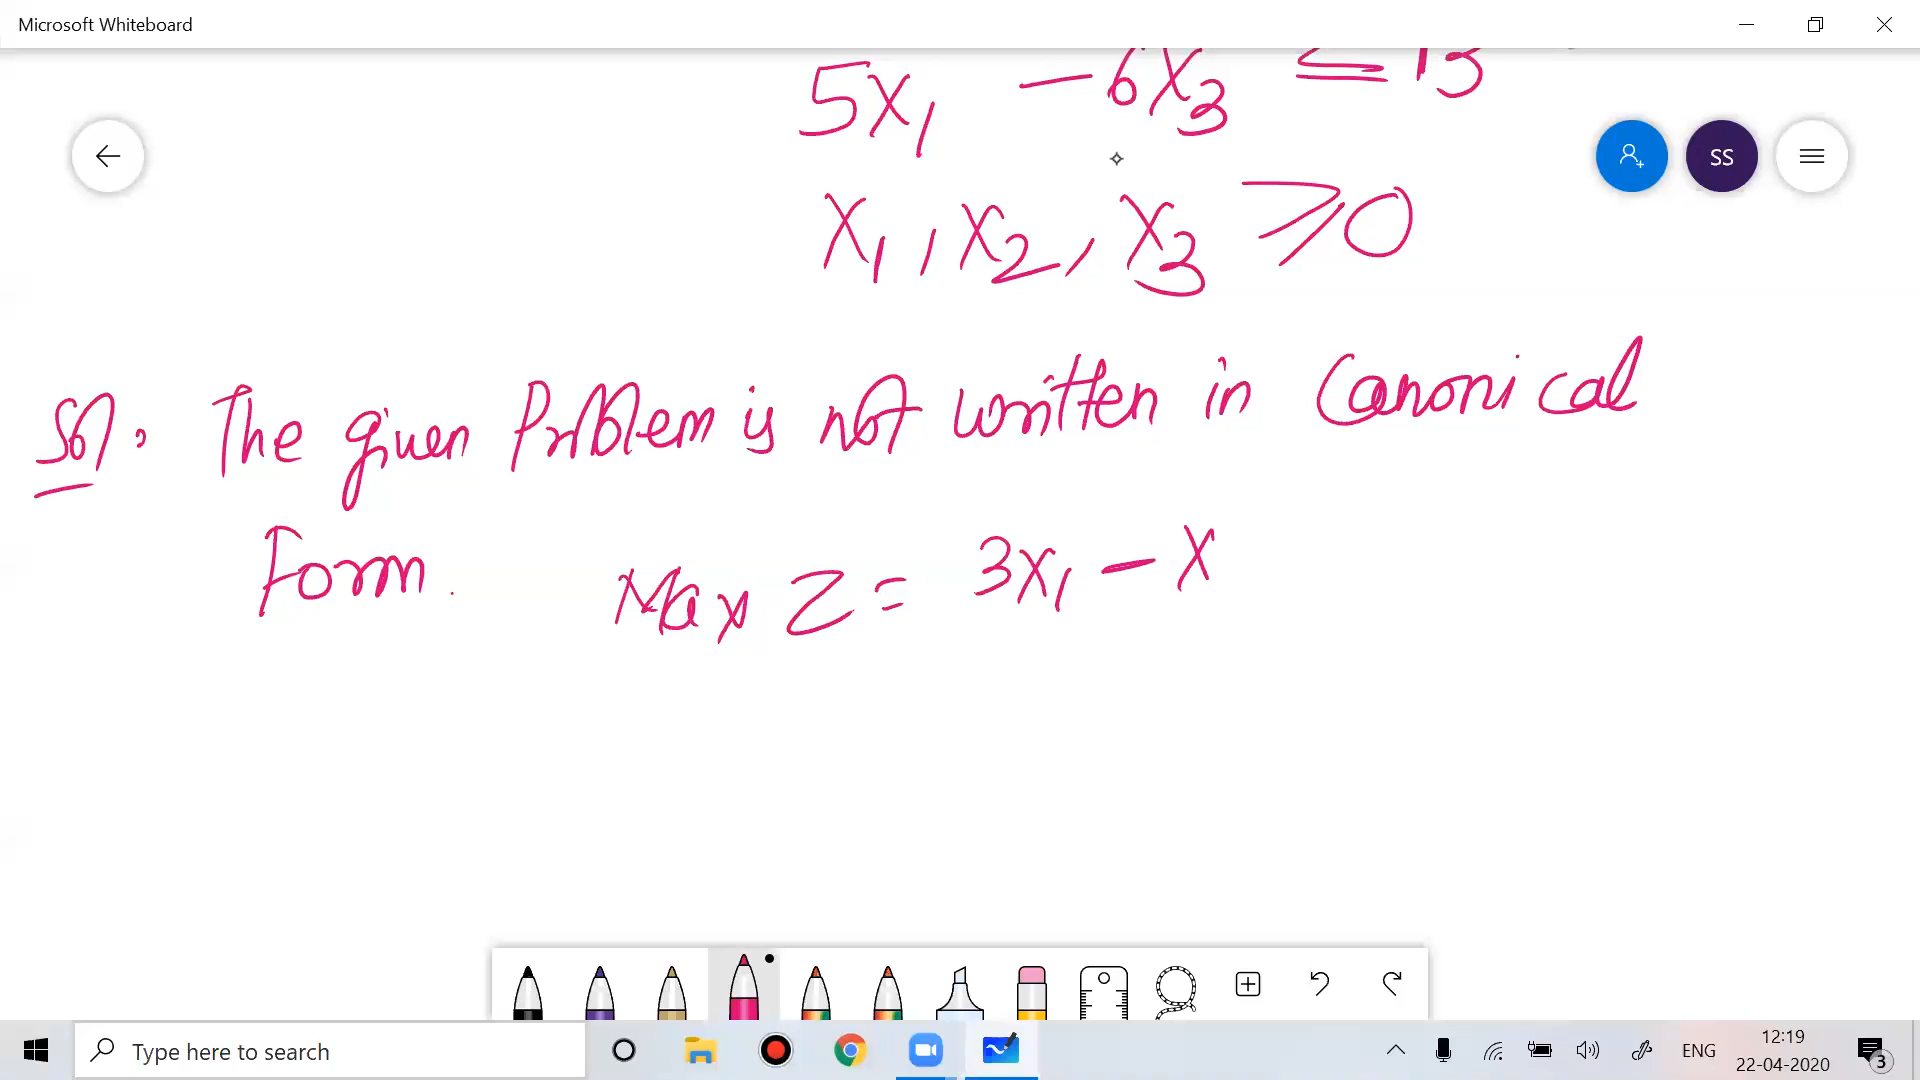 Microsoft Whiteboard
5x₁ - 6x₃ ≤ 13
x₁, x₂, x₃ ≥ 0
SS
Sol: The given Problem is not written in Canonical
Form. Max Z = 3x₁ - x
Type here to search
ENG
12:19
22-04-2020
3